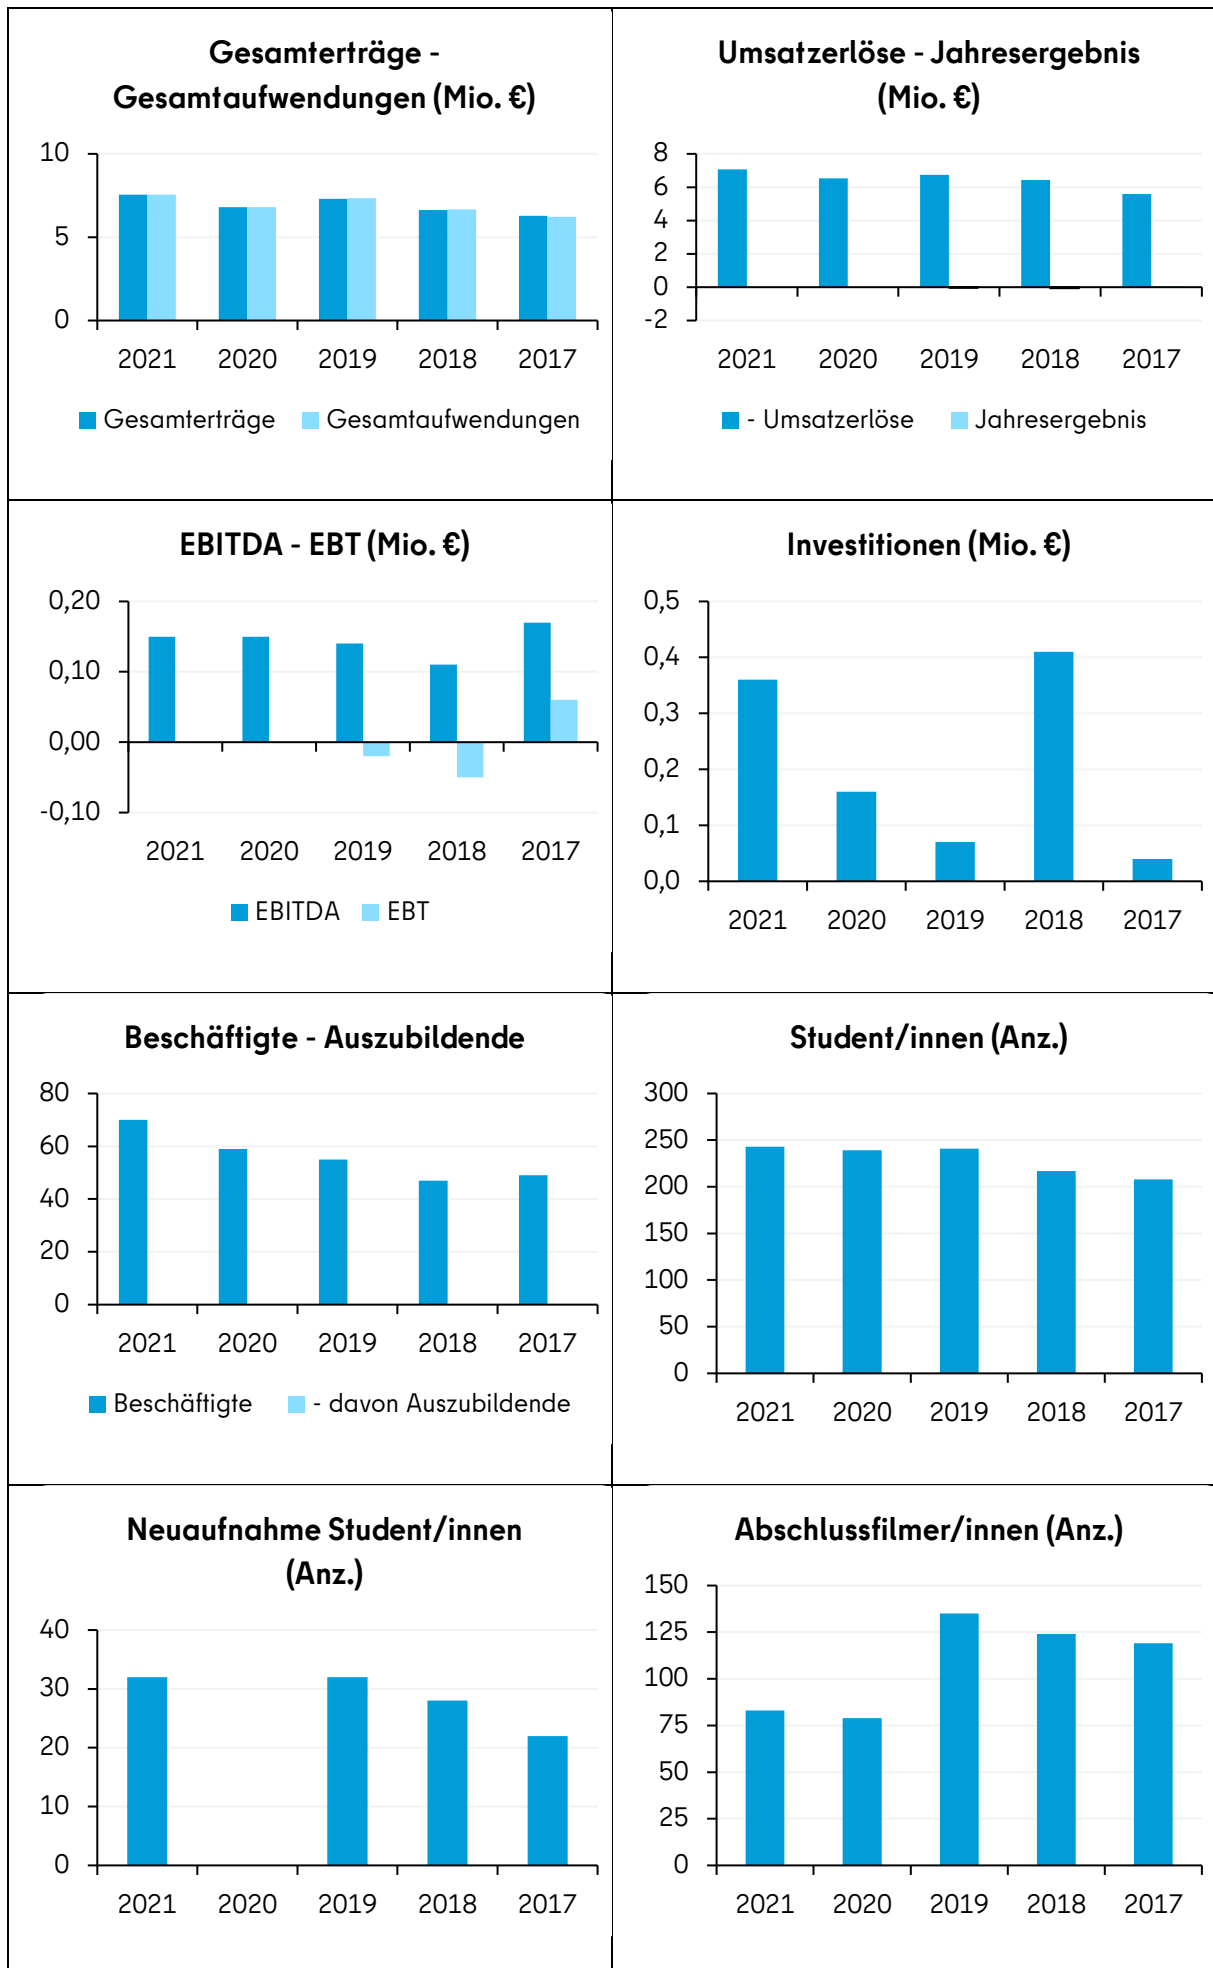 Gesamterträge -
Gesamtaufwendungen (Mio. €)
10
5
0
2021 2020 2019 2018 2017
Gesamterträge Gesamtaufwendungen
Umsatzerlöse - Jahresergebnis
(Mio. €)
8
6
4
2
0
-2
2021 2020 2019 2018 2017
- Umsatzerlöse Jahresergebnis
EBITDA - EBT (Mio. €)
0,20
0,10
0,00
-0,10
2021 2020 2019 2018 2017
EBITDA EBT
Investitionen (Mio. €)
0,5
0,4
0,3
0,2
0,1
0,0
2021 2020 2019 2018 2017
Beschäftigte - Auszubildende
80
60
40
20
0
2021 2020 2019 2018 2017
Beschäftigte - davon Auszubildende
Student/innen (Anz.)
300
250
200
150
100
50
0
2021 2020 2019 2018 2017
Neuaufnahme Student/innen
(Anz.)
40
30
20
10
0
2021 2020 2019 2018 2017
Abschlussfilmer/innen (Anz.)
150
125
100
75
50
25
0
2021 2020 2019 2018 2017